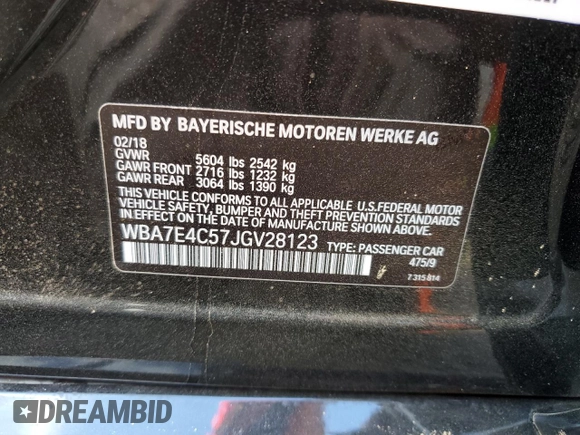 MFD BY BAYERISCHE MOTOREN WERKE AG
02/18
GVWR 5604 lbs 2542 kg
GAWR FRONT 2716 lbs 1232 kg
GAWR REAR 3064 lbs 1390 kg
THIS VEHICLE CONFORMS TO ALL APPLICABLE U.S.FEDERAL MOTOR
VEHICLE SAFETY, BUMPER AND THEFT PREVENTION STANDARDS
IN EFFECT ON THE DATE OF MANUFACTURE SHOWN ABOVE.
WBA7E4C57JGV28123 TYPE: PASSENGER CAR
475/9
7 315 814
DREAMBID